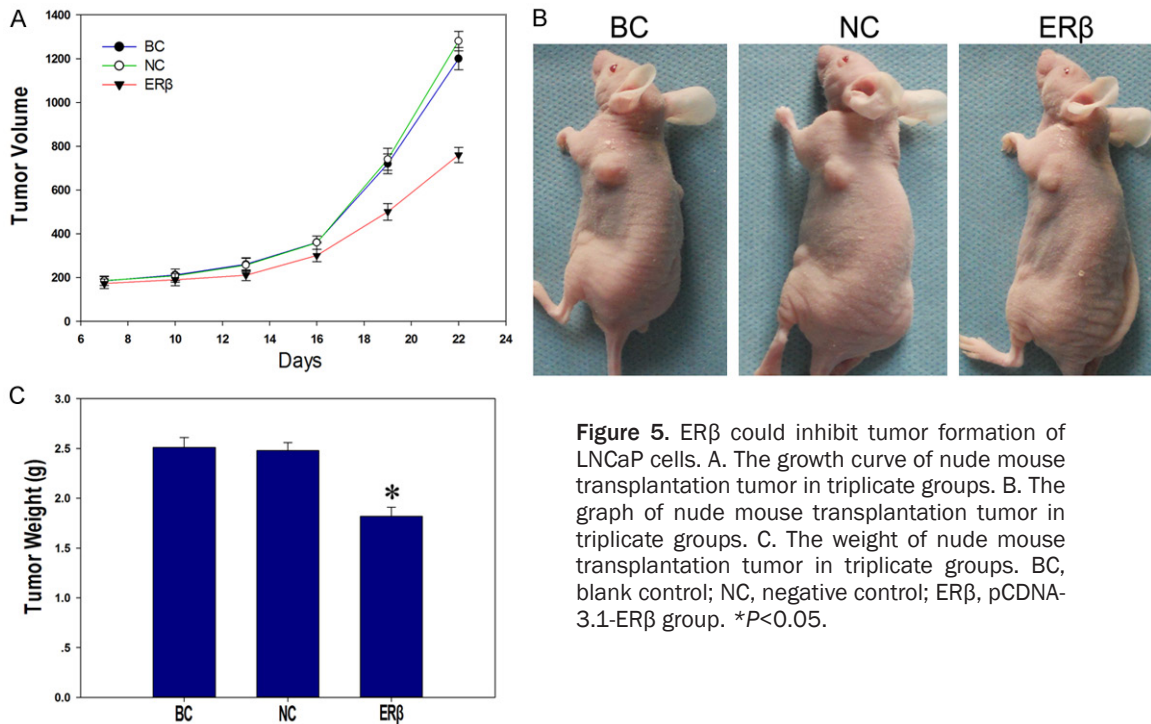 A
1400
1200
1000
800
600
400
200
0
Tumor Volume
BC
NC
ERβ
6 8 10 12 14 16 18 20 22 24
Days
B
BC NC ERβ
C
3.0
2.5
2.0
1.5
1.0
.5
0.0
Tumor Weight (g)
*
BC NC ERβ
Figure 5. ERβ could inhibit tumor formation of
LNCaP cells. A. The growth curve of nude mouse
transplantation tumor in triplicate groups. B. The
graph of nude mouse transplantation tumor in
triplicate groups. C. The weight of nude mouse
transplantation tumor in triplicate groups. BC,
blank control; NC, negative control; ERβ, pCDNA-
3.1-ERβ group. *P<0.05.